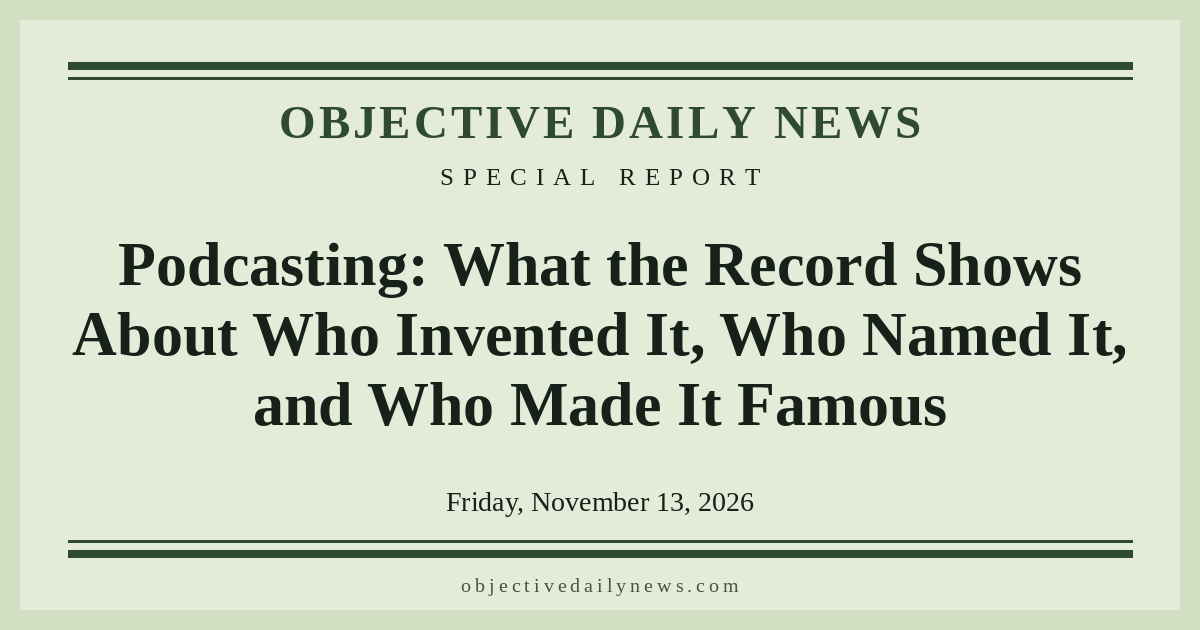 OBJECTIVE DAILY NEWS
SPECIAL REPORT
Podcasting: What the Record Shows
About Who Invented It, Who Named It,
and Who Made It Famous
Friday, November 13, 2026
objectivedailynews.com